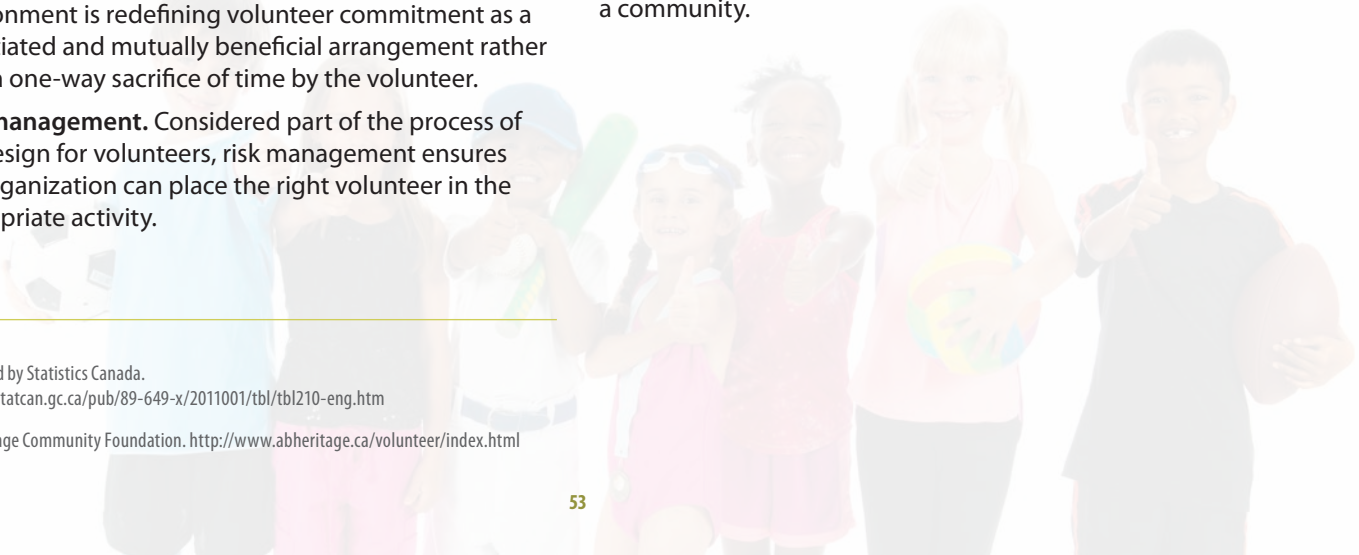 onment is redefining volunteer commitment as a
tiated and mutually beneficial arrangement rather
one-way sacrifice of time by the volunteer.
management. Considered part of the process of
esign for volunteers, risk management ensures
ganization can place the right volunteer in the
priate activity.
a community.
d by Statistics Canada.
tatcan.gc.ca/pub/89-649-x/2011001/tbl/tbl210-eng.htm
age Community Foundation. http://www.abheritage.ca/volunteer/index.html
53